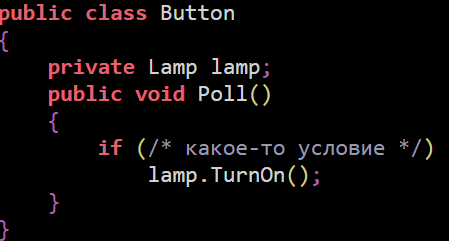 public class Button
{
    private Lamp lamp;
    public void Poll()
    {
        if (/* какое-то условие */)
            lamp.TurnOn();
    }
}